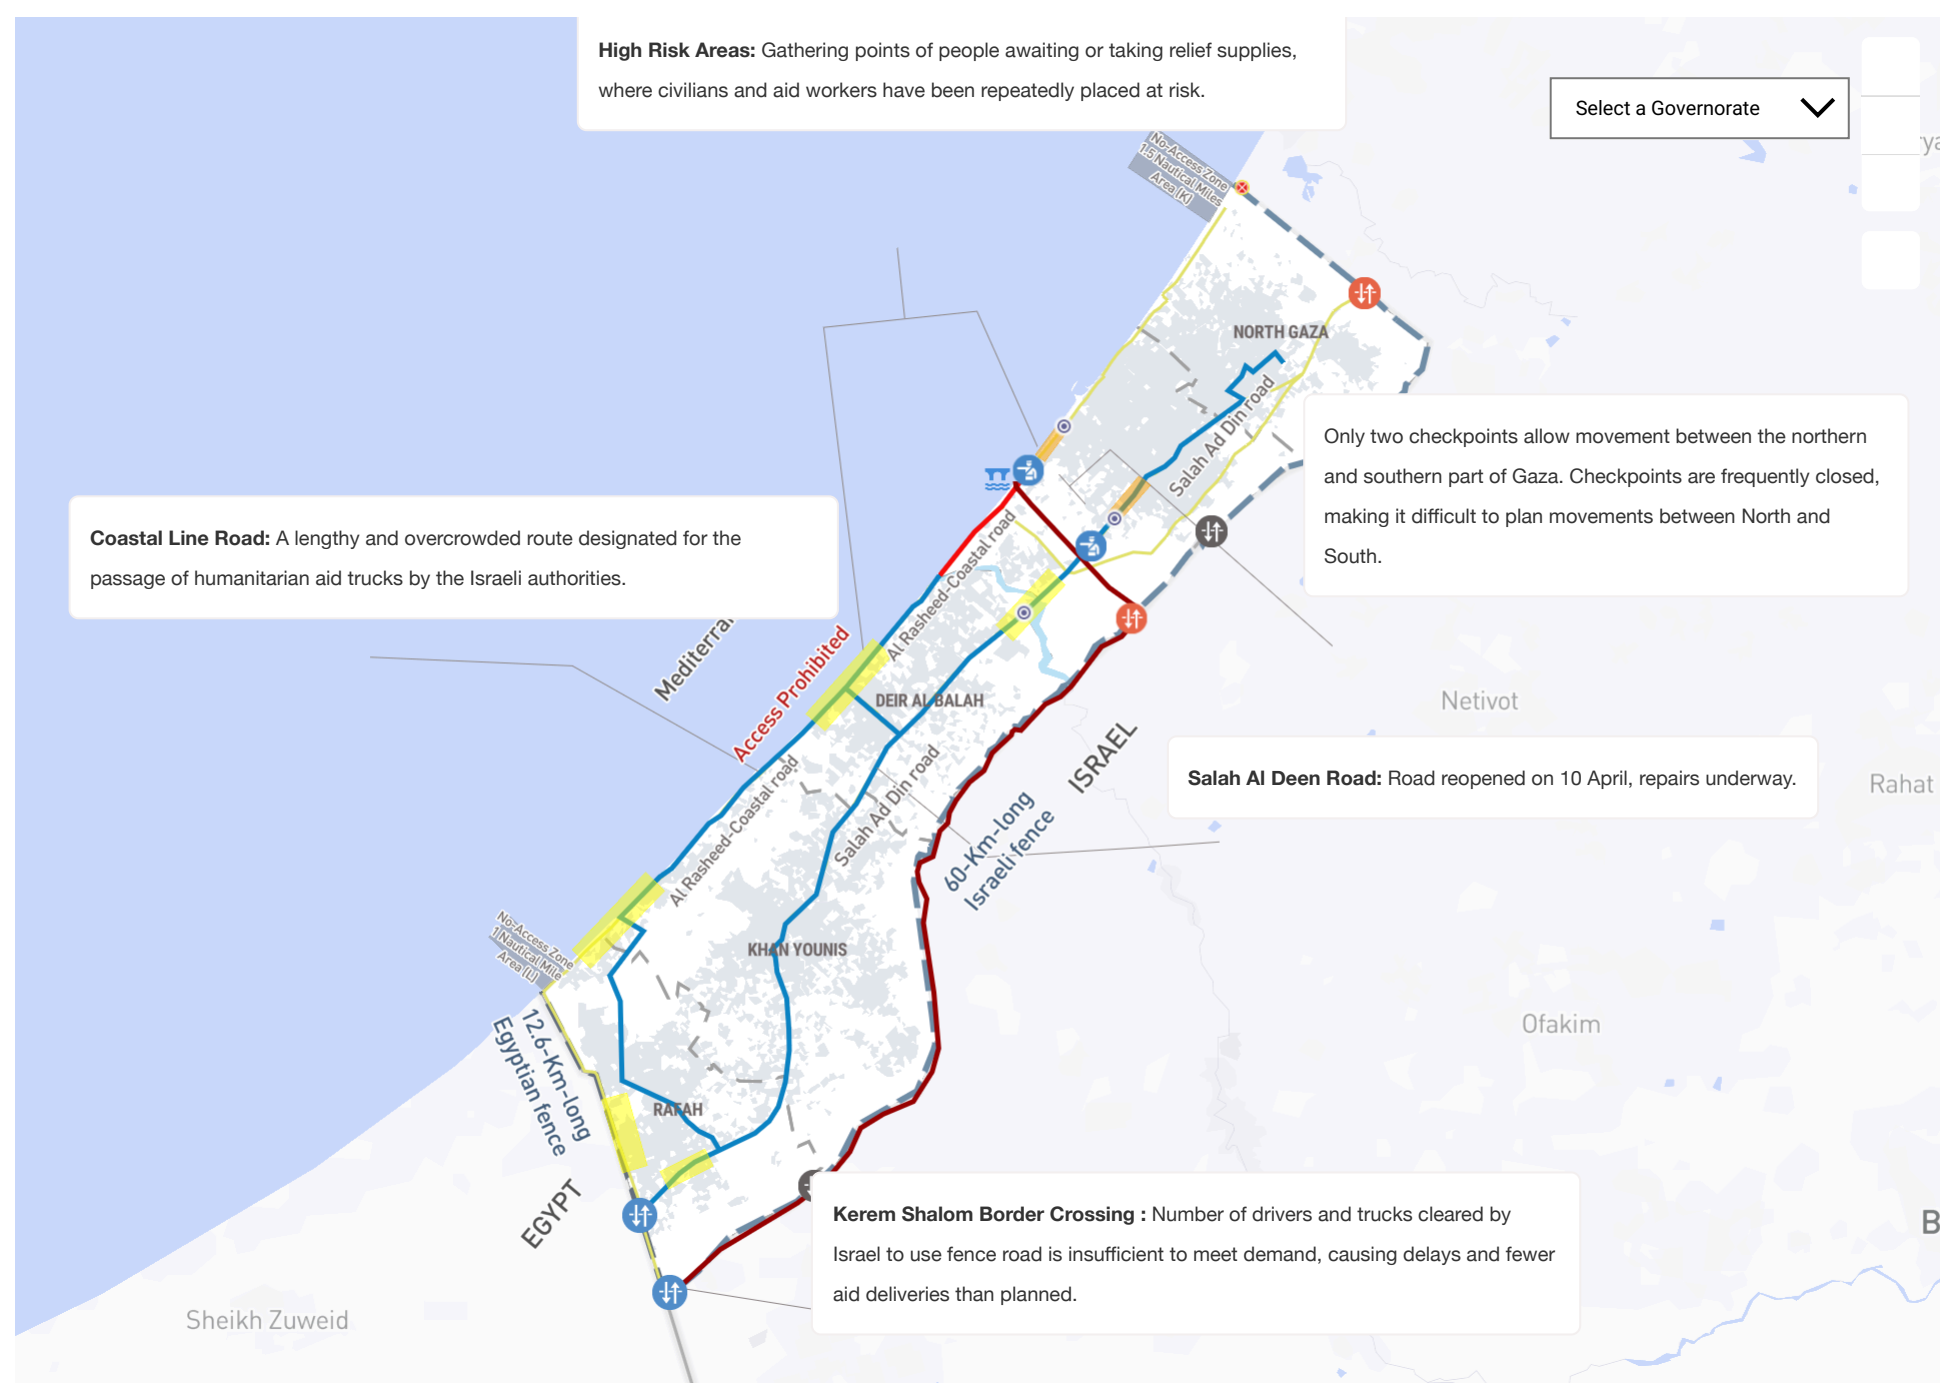 High Risk Areas: Gathering points of people awaiting or taking relief supplies,
where civilians and aid workers have been repeatedly placed at risk.
Select a Governorate
No-Access Zone
1.5 Nautical Miles
Area (K)
NORTH GAZA
Salah Ad Din road
Only two checkpoints allow movement between the northern
and southern part of Gaza. Checkpoints are frequently closed,
making it difficult to plan movements between North and
South.
Coastal Line Road: A lengthy and overcrowded route designated for the
passage of humanitarian aid trucks by the Israeli authorities.
Al Rasheed-Coastal road
Access Prohibited
DEIR AL BALAH
Netivot
ISRAEL
Salah Al Deen Road: Road reopened on 10 April, repairs underway.
Rahat
Al Rasheed-Coastal road
Salah Ad Din road
60-Km-long
Israeli fence
No-Access Zone
1 Nautical Mile
Area (L)
KHAN YOUNIS
12.6-Km-long
Egyptian fence
Ofakim
RAFAH
EGYPT
Kerem Shalom Border Crossing : Number of drivers and trucks cleared by
Israel to use fence road is insufficient to meet demand, causing delays and fewer
aid deliveries than planned.
Sheikh Zuweid